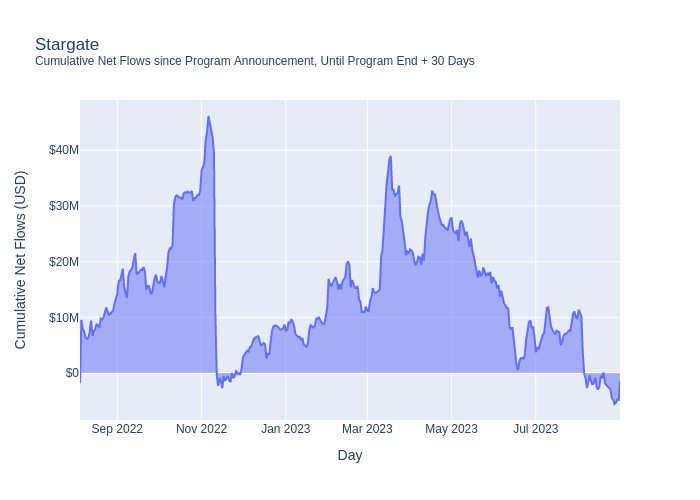 Stargate
Cumulative Net Flows since Program Announcement, Until Program End + 30 Days
Cumulative Net Flows (USD)
$40M
$30M
$20M
$10M
$0
Sep 2022
Nov 2022
Jan 2023
Mar 2023
May 2023
Jul 2023
Day